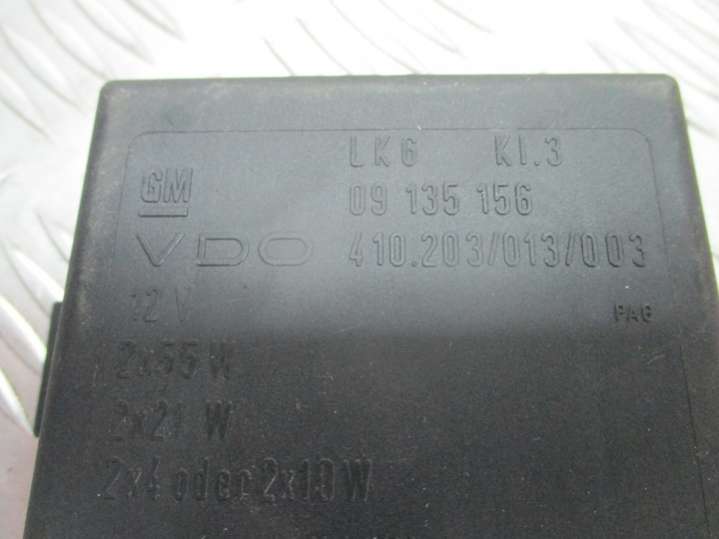 LKG Kl.3
GM 09 135 156
VDO 410.203/013/003
12 V PAG
2x55 W
2x21 W
2x4 oder 2x10 W